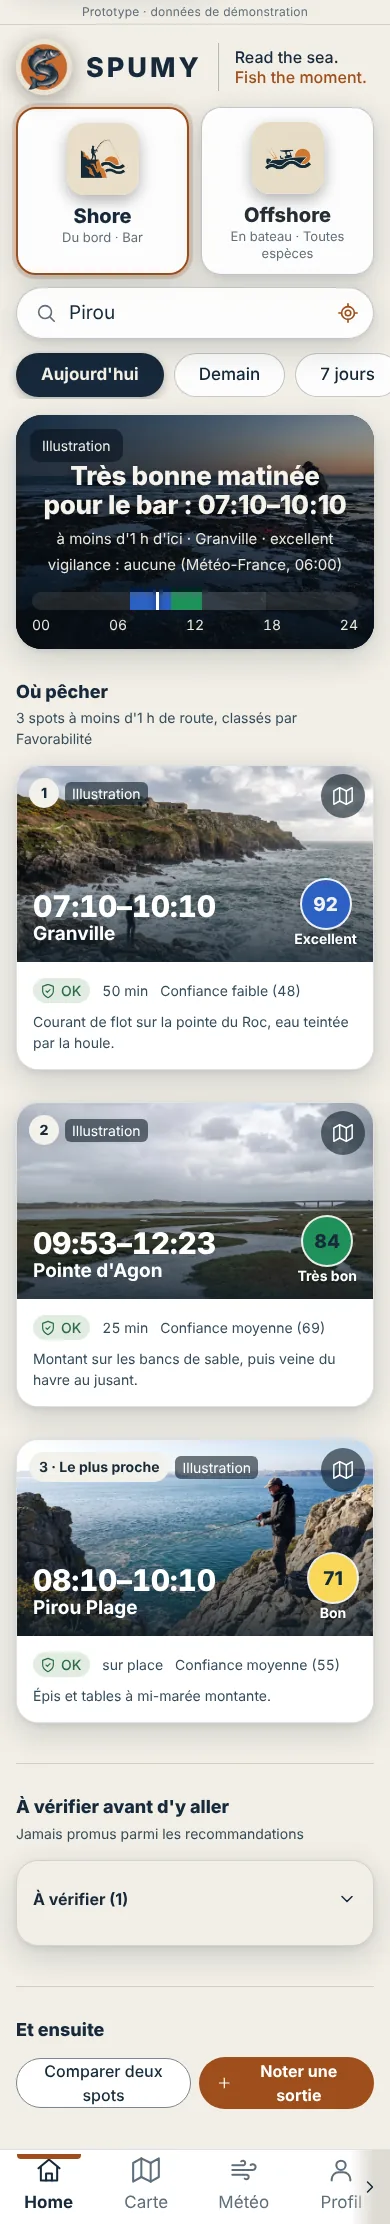 Prototype · données de démonstration
SPUMY
Read the sea.
Fish the moment.
Shore
Du bord · Bar
Offshore
En bateau · Toutes
espèces
Pirou
Aujourd'hui
Demain
7 jours
Illustration
Très bonne matinée
pour le bar : 07:10–10:10
à moins d'1 h d'ici · Granville · excellent
vigilance : aucune (Météo-France, 06:00)
00 06 12 18 24
Où pêcher
3 spots à moins d'1 h de route, classés par
Favorabilité
1 Illustration
07:10–10:10
Granville
92
Excellent
OK 50 min Confiance faible (48)
Courant de flot sur la pointe du Roc, eau teintée
par la houle.
2 Illustration
09:53–12:23
Pointe d'Agon
84
Très bon
OK 25 min Confiance moyenne (69)
Montant sur les bancs de sable, puis veine du
havre au jusant.
3 · Le plus proche Illustration
08:10–10:10
Pirou Plage
71
Bon
OK sur place Confiance moyenne (55)
Épis et tables à mi-marée montante.
À vérifier avant d'y aller
Jamais promus parmi les recommandations
À vérifier (1)
Et ensuite
Comparer deux
spots
Noter une
sortie
Home Carte Météo Profil